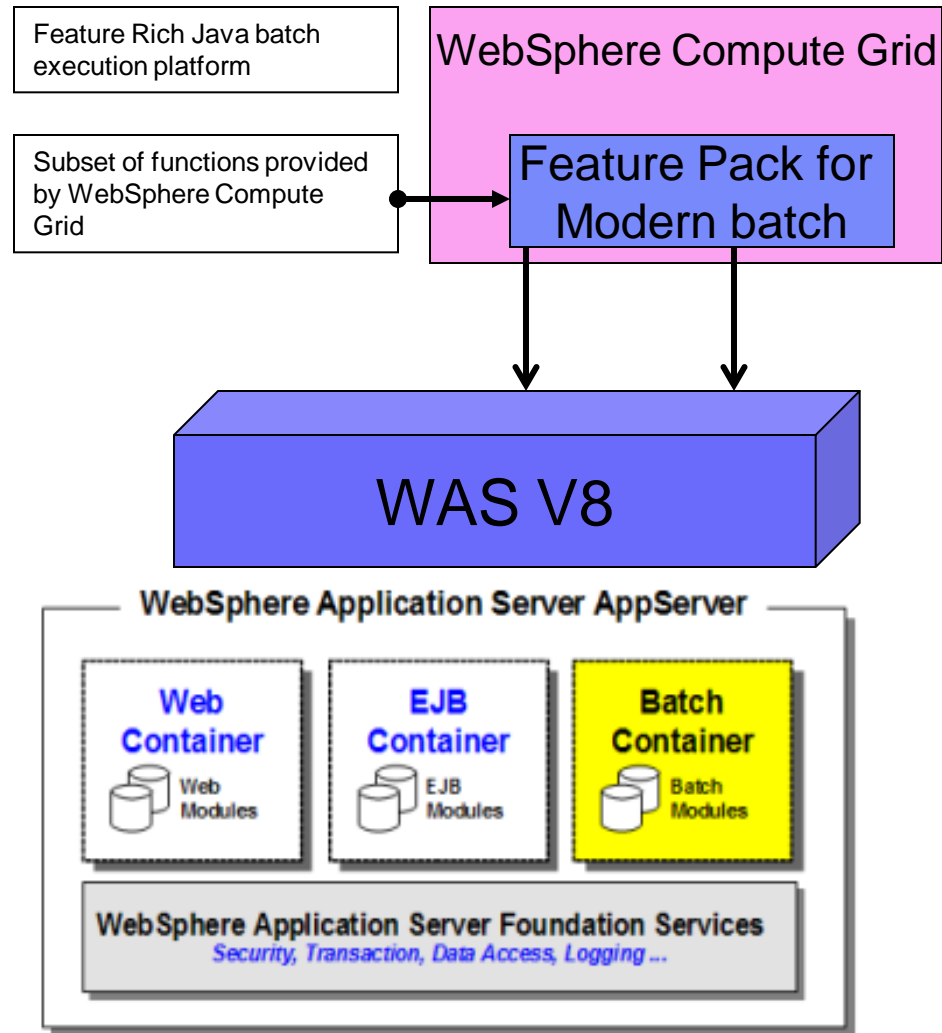 Feature Rich Java batch
execution platform
WebSphere Compute Grid
Subset of functions provided
by WebSphere Compute
Grid
Feature Pack for
Modern batch
WAS V8
WebSphere Application Server AppServer
Web
Container
Web
Modules
EJB
Container
EJB
Modules
Batch
Container
Batch
Modules
WebSphere Application Server Foundation Services
Security, Transaction, Data Access, Logging ...